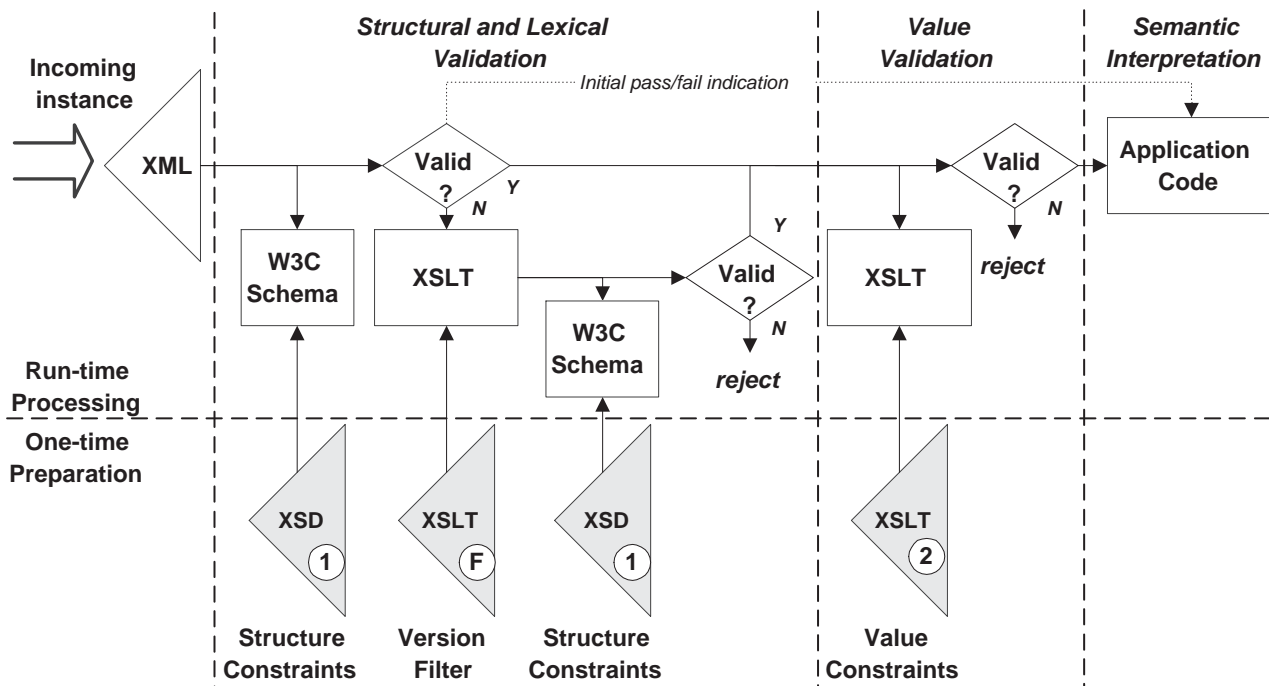 Structural and Lexical
Validation
Value
Validation
Semantic
Interpretation
Incoming
instance
Initial pass/fail indication
XML
Valid
?
Y
N
Valid
?
N
reject
Application
Code
W3C
Schema
XSLT
Y
Valid
?
N
reject
XSLT
W3C
Schema
Run-time
Processing
One-time
Preparation
XSD
1
XSLT
F
XSD
1
XSLT
2
Structure
Constraints
Version
Filter
Structure
Constraints
Value
Constraints